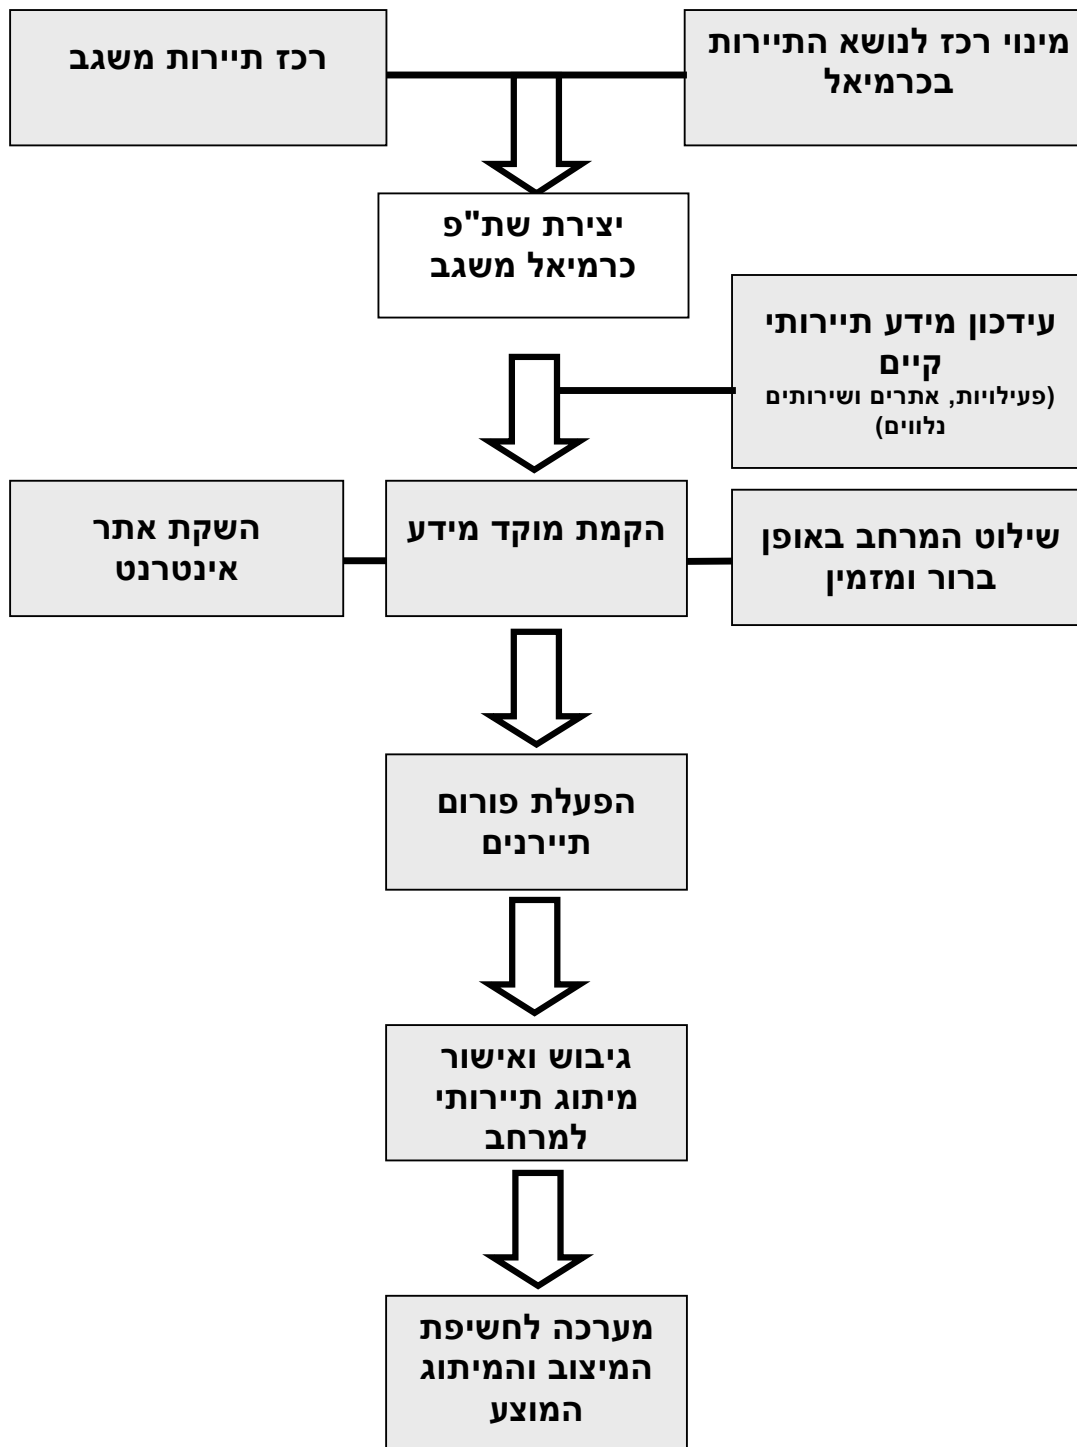 מינוי רכז לנושא התיירות
בכרמיאל
רכז תיירות משגב
יצירת שת"פ
כרמיאל משגב
עידכון מידע תיירותי
קיים
(פעילויות, אתרים ושירותים
נלווים)
שילוט המרחב באופן
ברור ומזמין
הקמת מוקד מידע
השקת אתר
אינטרנט
הפעלת פורום
תיירנים
גיבוש ואישור
מיתוג תיירותי
למרחב
מערכה לחשיפת
המיצוב והמיתוג
המוצע